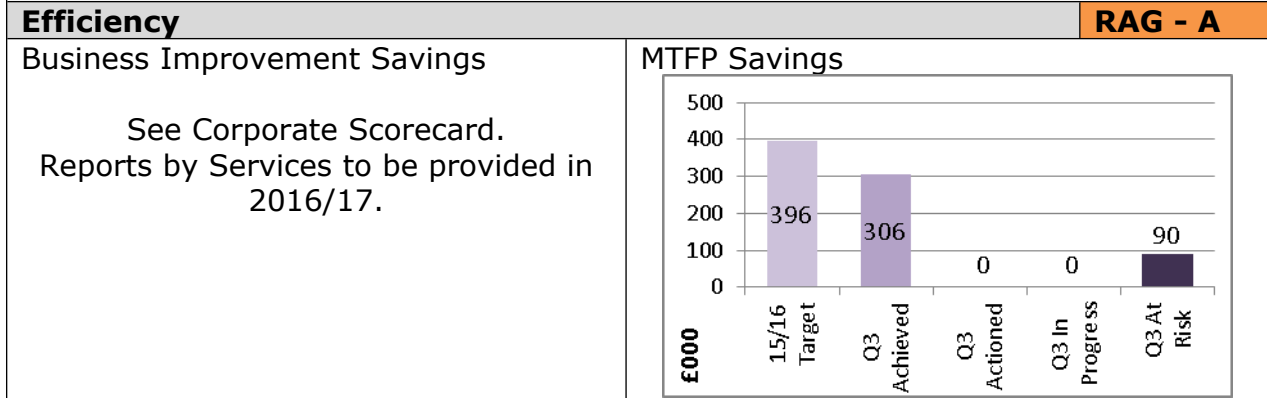 Efficiency
RAG - A
Business Improvement Savings
See Corporate Scorecard.
Reports by Services to be provided in
2016/17.
MTFP Savings
500
400
300
200
100
0
396
306
0
0
90
£000
15/16
Target
Q3
Achieved
Q3
Actioned
Q3 In
Progress
Q3 At
Risk